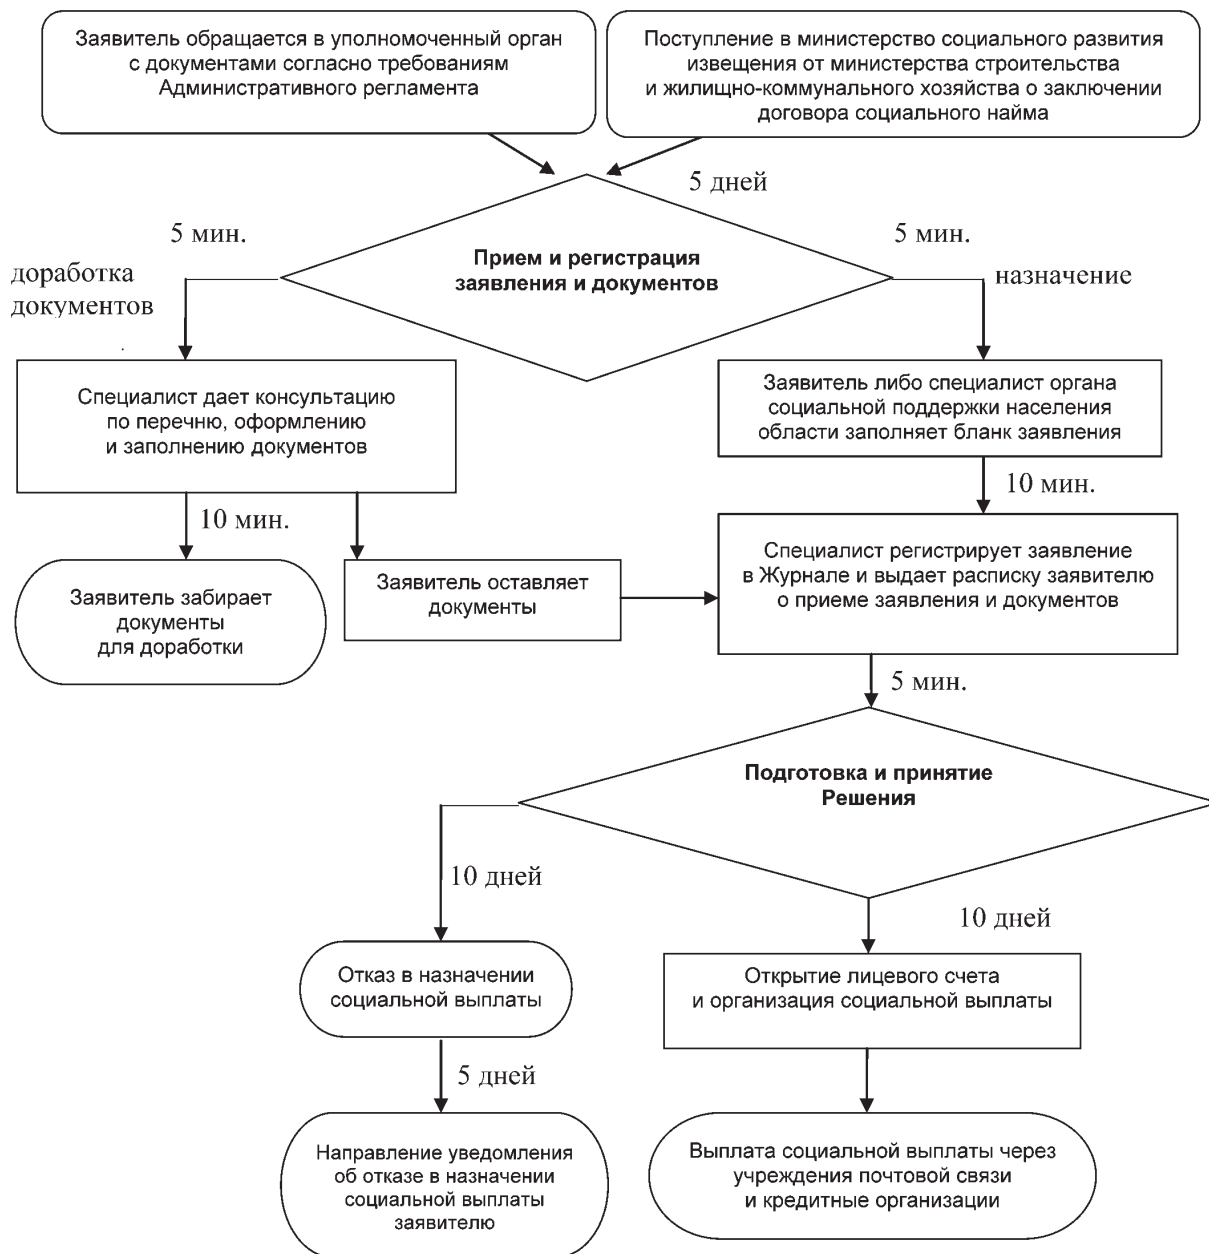 Заявитель обращается в уполномоченный орган
с документами согласно требованиям
Административного регламента
Поступление в министерство социального развития
извещения от министерства строительства
и жилищно-коммунального хозяйства о заключении
договора социального найма
5 дней
5 мин.
5 мин.
Прием и регистрация
заявления и документов
доработка
документов
назначение
Специалист дает консультацию
по перечню, оформлению
и заполнению документов
Заявитель либо специалист органа
социальной поддержки населения
области заполняет бланк заявления
10 мин.
10 мин.
Заявитель забирает
документы
для доработки
Заявитель оставляет
документы
Специалист регистрирует заявление
в Журнале и выдает расписку заявителю
о приеме заявления и документов
5 мин.
Подготовка и принятие
Решения
10 дней
10 дней
Отказ в назначении
социальной выплаты
Открытие лицевого счета
и организация социальной выплаты
5 дней
Направление уведомления
об отказе в назначении
социальной выплаты
заявителю
Выплата социальной выплаты через
учреждения почтовой связи
и кредитные организации